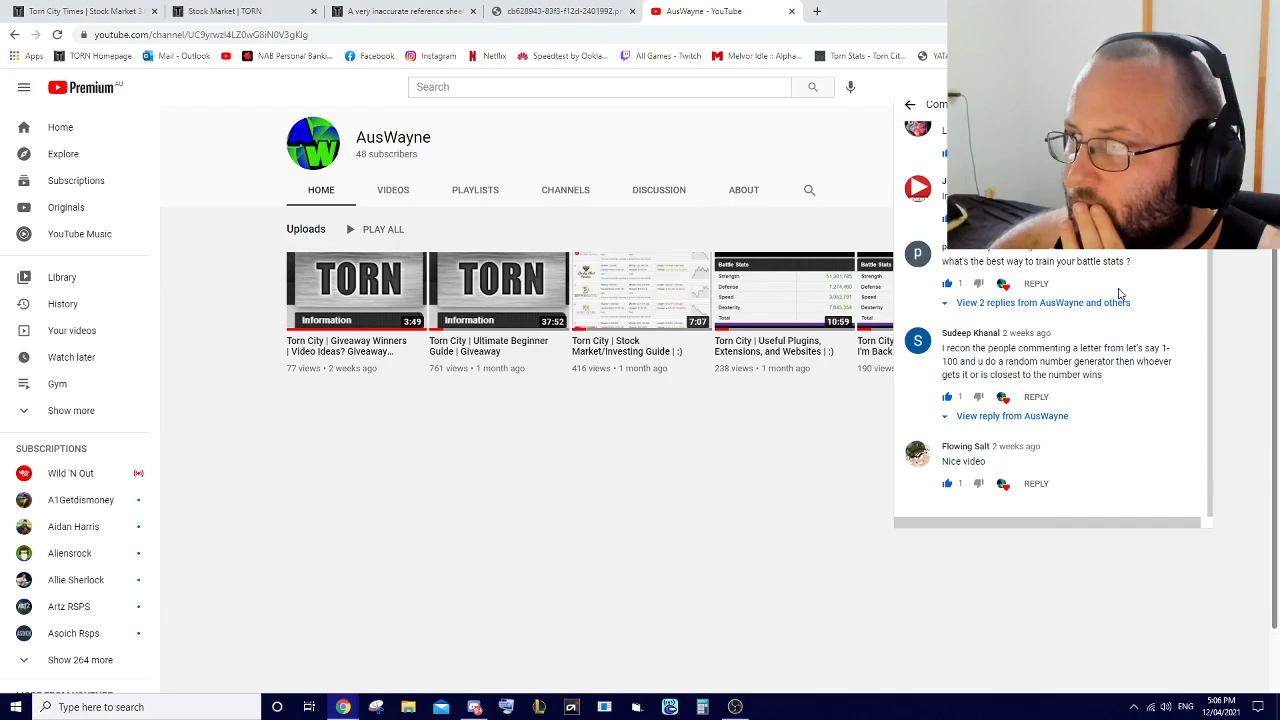 Torn City Times | Stock Market 3.
Stock Market | TORN
A very inaccurate reference shee
cb628943-83f3-f12d-2401992.pn
AusWayne - YouTube
youtube.com/channel/UC9yrwzl4LZ0wG8iN0V3gKlg
Apps
TORN Homepage
Mail - Outlook
NAB Personal Banki...
Facebook
Instagram
Netflix
Speedtest by Ookla...
All Games - Twitch
Melvor Idle :: Alpha...
Torn Stats - Torn Cit...
YATA
Premium AU
Search
Home
Explore
Subscriptions
Originals
YouTube Music
Library
History
Your videos
Watch later
Gym
Show more
SUBSCRIPTIONS
Wild 'N Out
A1Getdismoney
Aidan Harris
Aliensrock
Allie Sherlock
Artz RSPS
Asoich Rsps
Show 264 more
AusWayne
48 subscribers
HOME
VIDEOS
PLAYLISTS
CHANNELS
DISCUSSION
ABOUT
Uploads
PLAY ALL
TORN
Information
3:49
TORN
Information
37:52
7:07
Battle Stats
Strength
Defense
Speed
Dexterity
Total
10:59
Battle
Streng
Defen
Speed
Dexter
Total
Torn City | Giveaway Winners
| Video Ideas? Giveaway...
77 views • 2 weeks ago
Torn City | Ultimate Beginner
Guide | Giveaway
761 views • 1 month ago
Torn City | Stock
Market/Investing Guide | :)
416 views • 1 month ago
Torn City | Useful Plugins,
Extensions, and Websites | :)
238 views • 1 month ago
Torn Cit
I'm Back
190 views
Com
what's the best way to train your battle stats ?
1
REPLY
View 2 replies from AusWayne and others
Sudeep Khanal 2 weeks ago
I recon the people commenting a letter from let's say 1-
100 and u do a random number generator then whoever
gets it or is closest to the number wins
1
REPLY
View reply from AusWayne
Flowing Salt 2 weeks ago
Nice video
1
REPLY
Type here to search
ENG
5:06 PM
12/04/2021